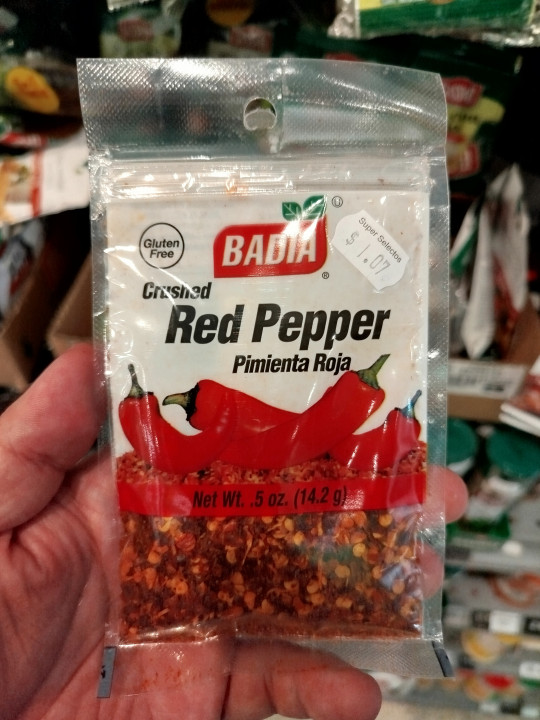 Super Selectos
$ 1.07
Gluten
Free
BADIA
®
Crushed
Red Pepper
Pimienta Roja
Net Wt. .5 oz. (14.2 g)